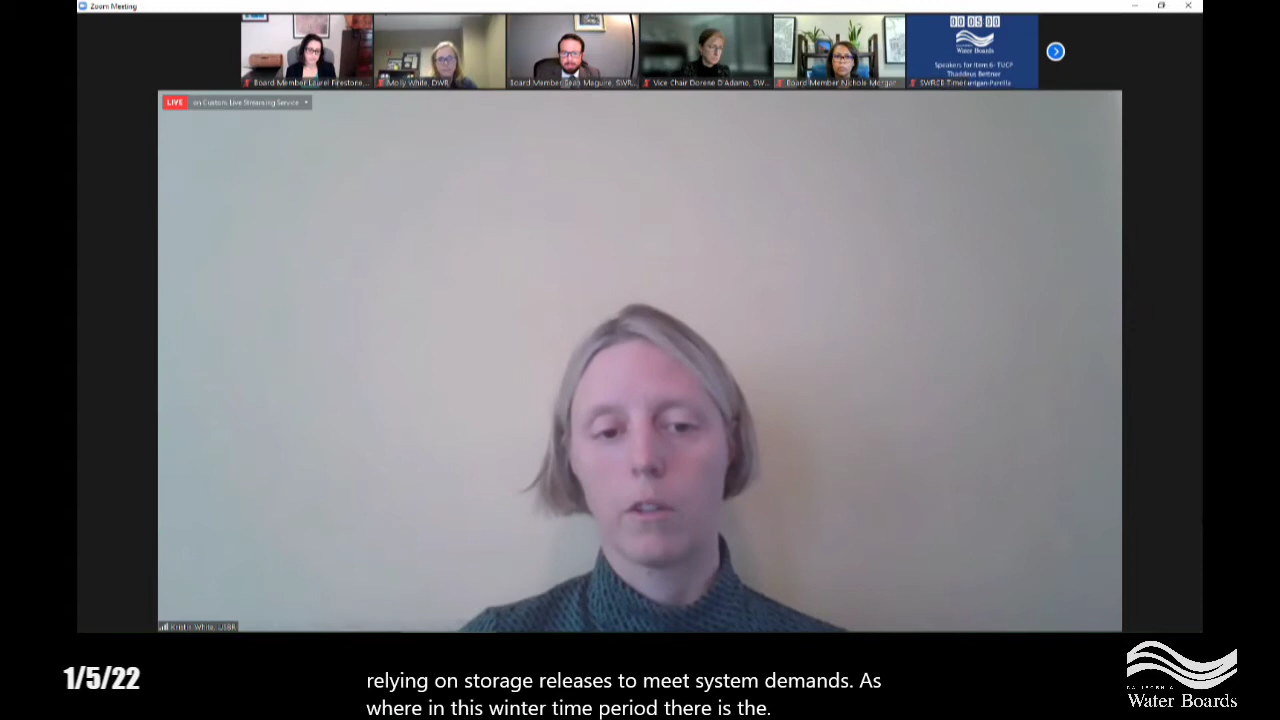 Zoom Meeting
Board Member Laurel Firestone,...
Molly White, DWR
Board Member Sean Maguire, SWR...
Vice Chair Dorene D'Adamo, SW...
Board Member Nichole Morgan
00:05:00
Water Boards
Speakers for Item 6- TUCP
Thaddeus Bettner
LIVE on Custom Live Streaming Service
Kristin White, USBR
1/5/22
relying on storage releases to meet system demands. As
where in this winter time period there is the.
CALIFORNIA
Water Boards